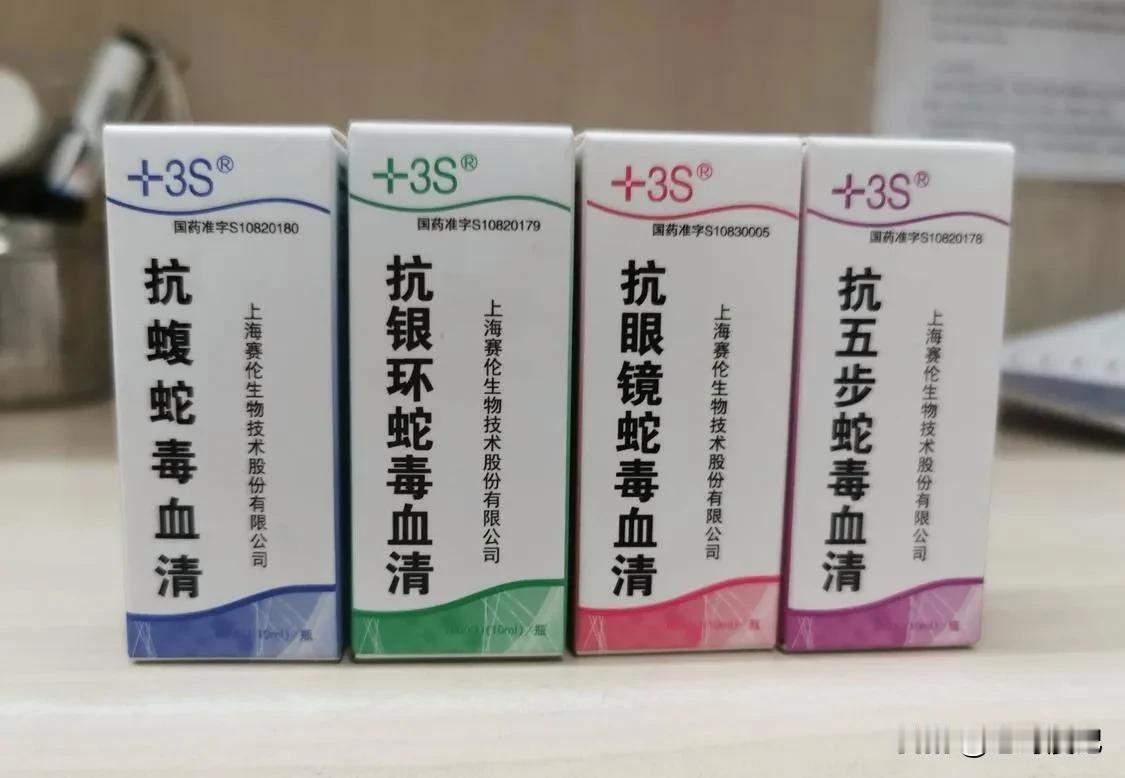 +3S®
国药准字S10820180
抗蝮蛇毒血清
上海赛伦生物技术股份有限公司
+3S®
国药准字S10820179
抗银环蛇毒血清
上海赛伦生物技术股份有限公司
(10ml)/瓶
+3S®
国药准字S10830005
抗眼镜蛇毒血清
上海赛伦生物技术股份有限公司
+3S®
国药准字S10820178
抗五步蛇毒血清
上海赛伦生物技术股份有限公司